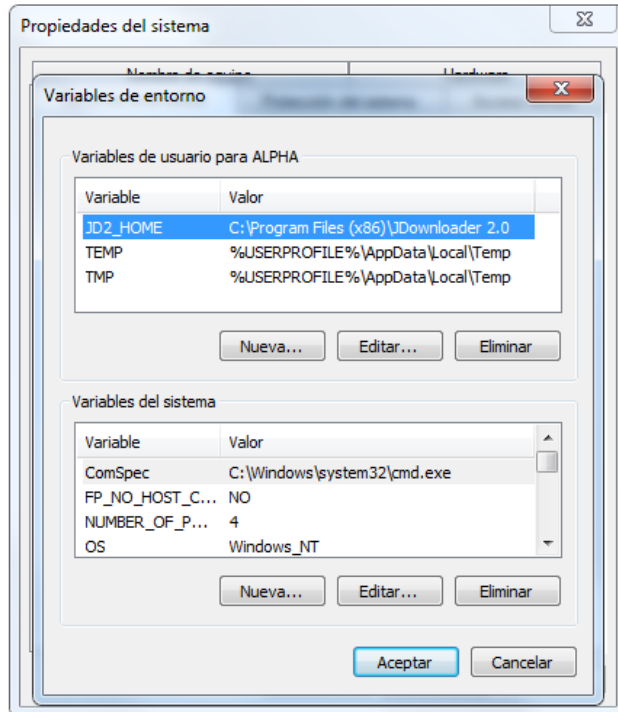 Propiedades del sistema
Variables de entorno
Variables de usuario para ALPHA
Variable Valor
JD2_HOME C:\Program Files (x86)\JDownloader 2.0
TEMP %USERPROFILE%\AppData\Local\Temp
TMP %USERPROFILE%\AppData\Local\Temp
Nueva... Editar... Eliminar
Variables del sistema
Variable Valor
ComSpec C:\Windows\system32\cmd.exe
FP_NO_HOST_C... NO
NUMBER_OF_P... 4
OS Windows_NT
Nueva... Editar... Eliminar
Aceptar Cancelar